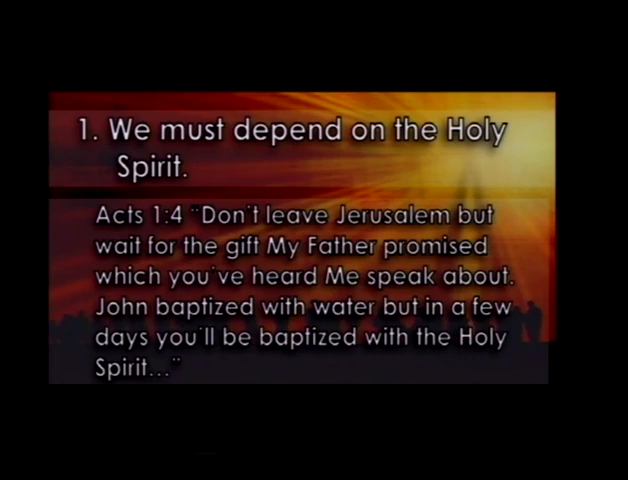 1. We must depend on the Holy
Spirit.
Acts 1:4 "Don't leave Jerusalem but
wait for the gift My Father promised
which you've heard Me speak about.
John baptized with water but in a few
days you'll be baptized with the Holy
Spirit..."